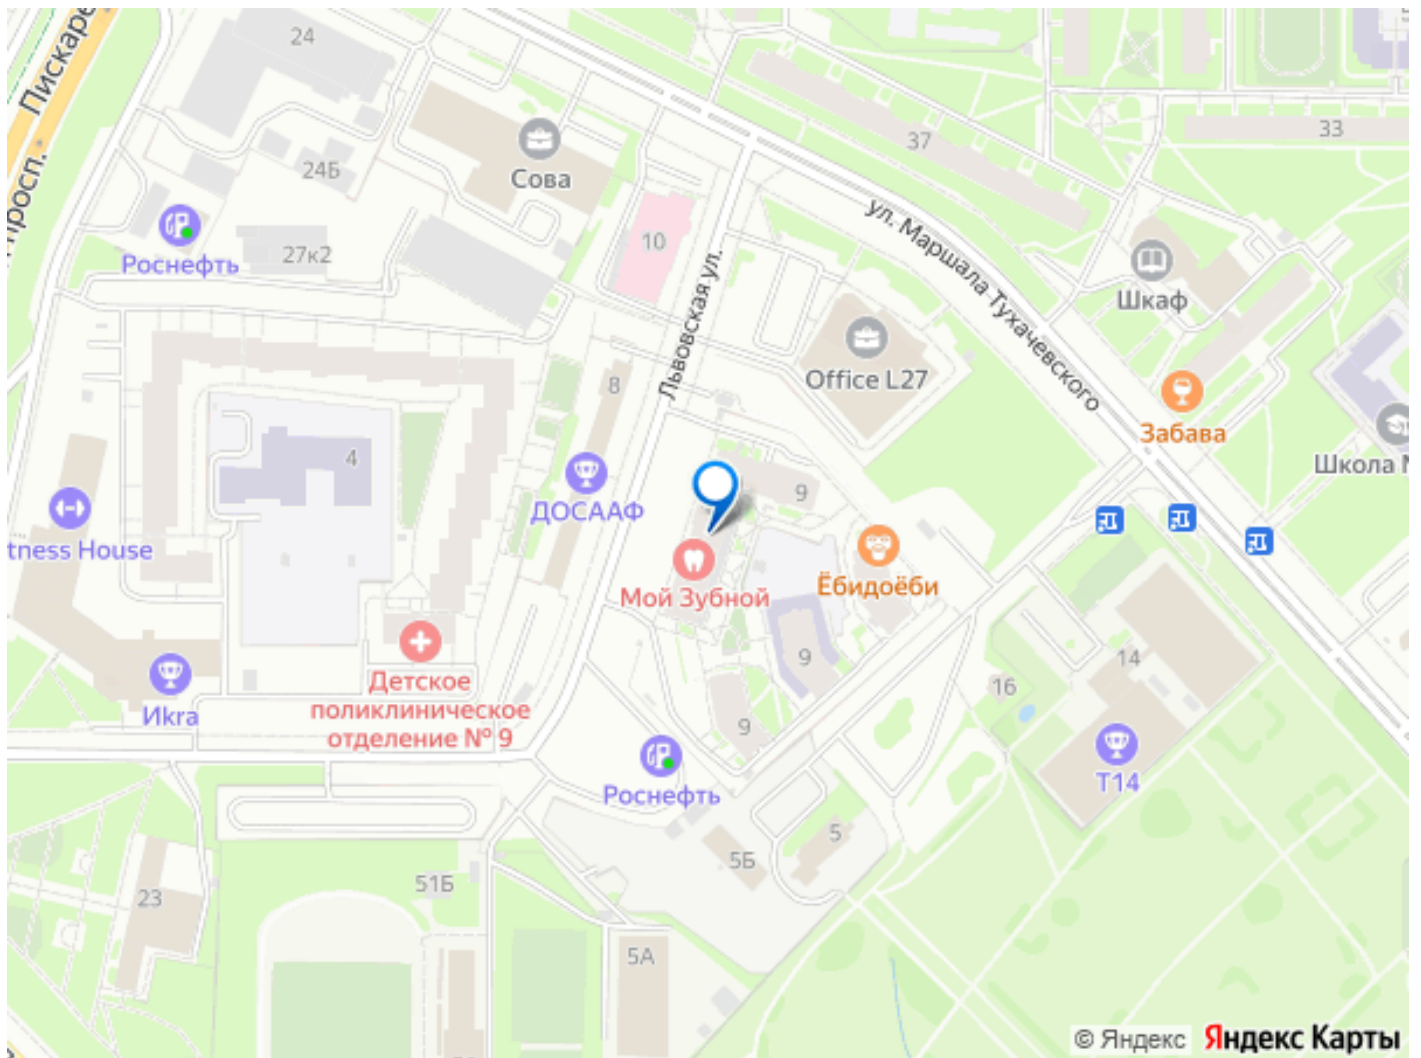 Пискаре
просп.
24
24Б
Сова
37
33
Роснефть
27к2
10
Львовская ул.
ул. Маршала Тухачевского
Шкаф
Office L27
8
Забава
Школа
4
ДОСААФ
9
tness House
Мой Зубной
Ёбидоёби
Детское
поликлиническое
отделение № 9
Иkra
9
14
16
9
Роснефть
Т14
5
5Б
51Б
23
5А
© Яндекс Яндекс Карты